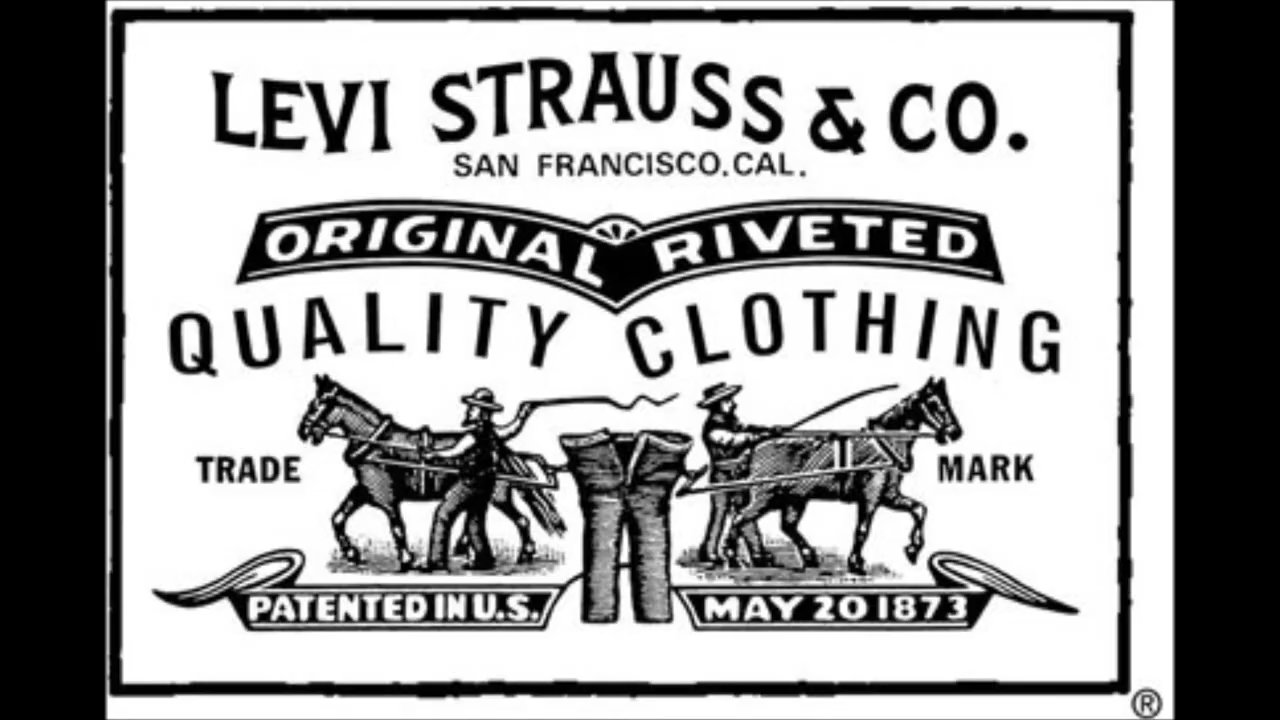 LEVI STRAUSS & CO.
SAN FRANCISCO.CAL.
ORIGINAL RIVETED
QUALITY CLOTHING
TRADE MARK
PATENTED IN U.S. MAY 20 1873
®